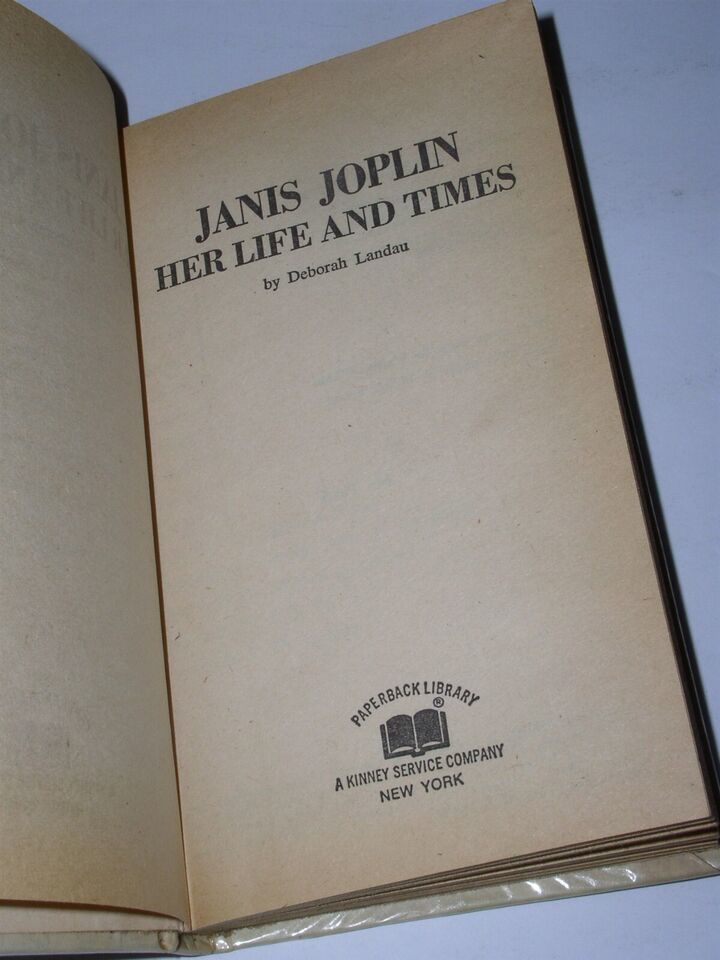 JANIS JOPLIN
HER LIFE AND TIMES
by Deborah Landau
PAPERBACK LIBRARY
®
A KINNEY SERVICE COMPANY
NEW YORK